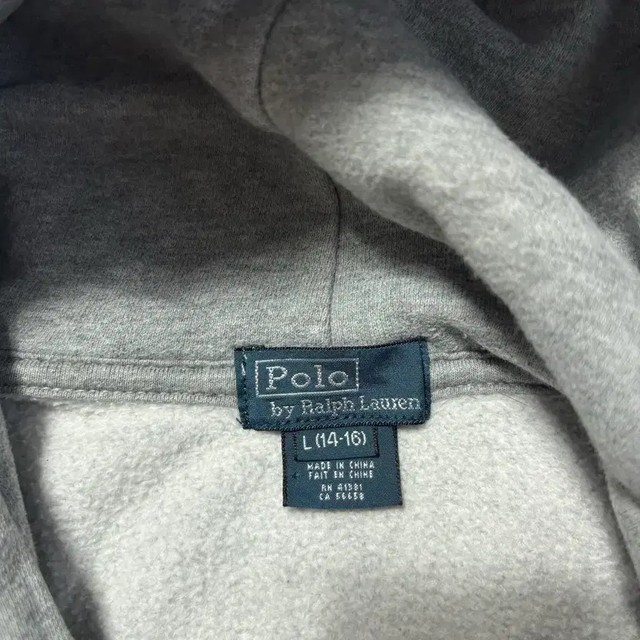 Polo
by Ralph Lauren
L (14-16)
MADE IN CHINA
FAIT EN CHINE
RN 41381
CA 56658